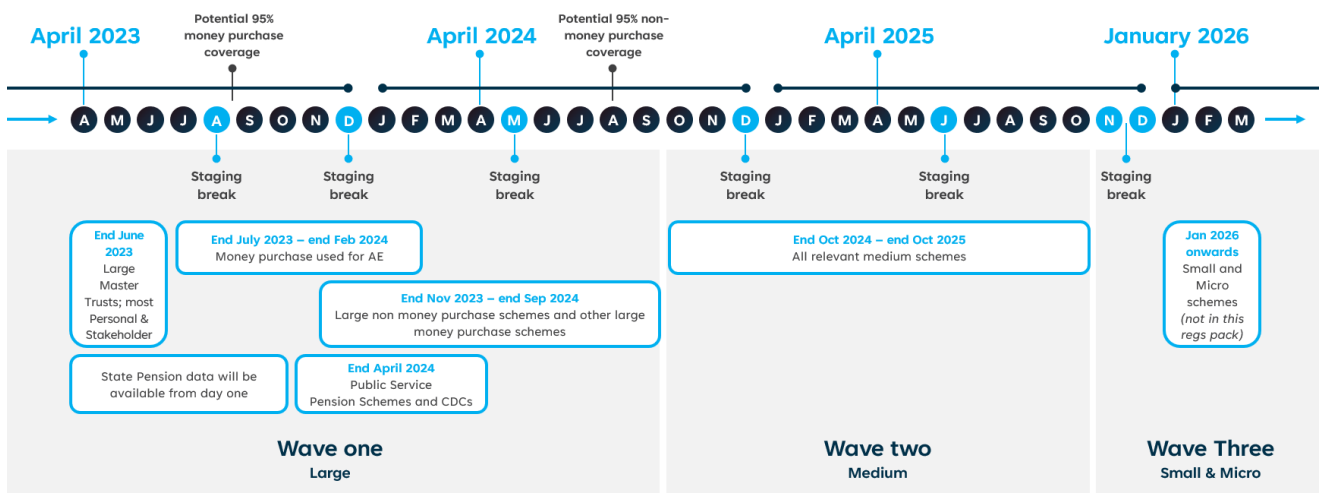 April 2023
Potential 95%
money purchase
coverage
April 2024
Potential 95% non-
money purchase
coverage
April 2025
January 2026
A M J J A S O N D J F M A M J J A S O N D J F M A M J J A S O N D J F M
Staging
break
Staging
break
Staging
break
Staging
break
Staging
break
Staging
break
End June
2023
Large
Master
Trusts; most
Personal &
Stakeholder
End July 2023 – end Feb 2024
Money purchase used for AE
End Nov 2023 – end Sep 2024
Large non money purchase schemes and other large
money purchase schemes
State Pension data will be
available from day one
End April 2024
Public Service
Pension Schemes and CDCs
Wave one
Large
End Oct 2024 – end Oct 2025
All relevant medium schemes
Wave two
Medium
Jan 2026
onwards
Small and
Micro
schemes
(not in this
regs pack)
Wave Three
Small & Micro